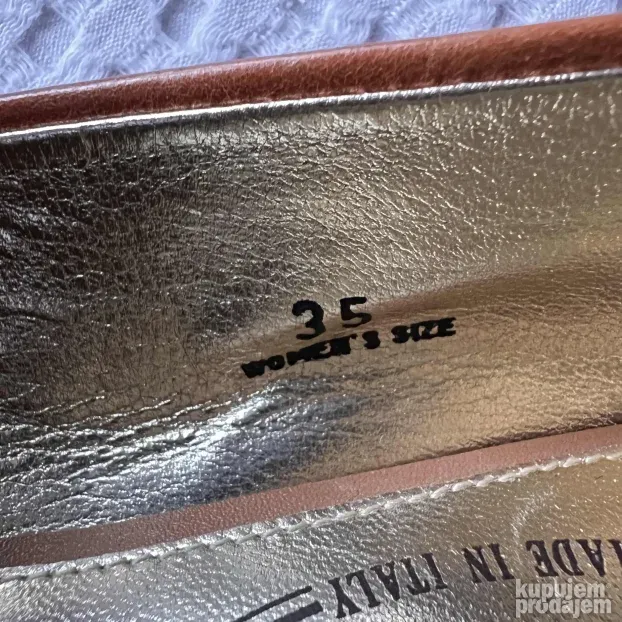 35
WOMEN'S SIZE
MADE IN ITALY
kupujem
prodajem